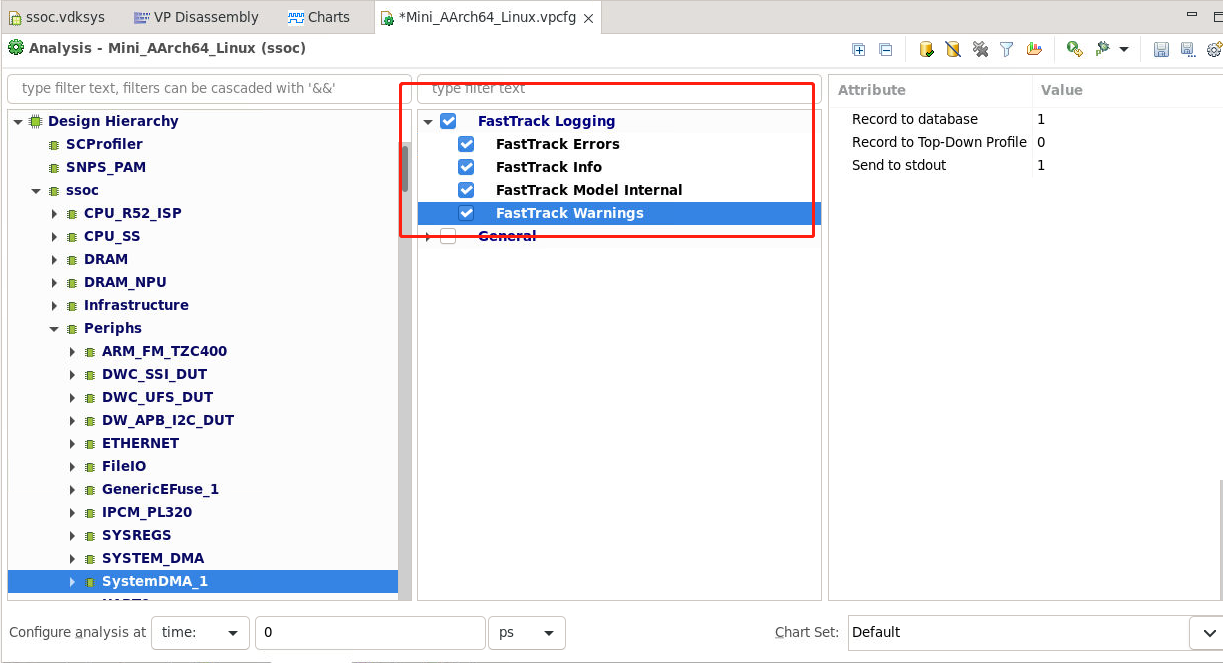 ssoc.vdksys VP Disassembly Charts *Mini_AArch64_Linux.vpcfg
Analysis - Mini_AArch64_Linux (ssoc)
type filter text, filters can be cascaded with '&&'
Design Hierarchy
SCProfiler
SNPS_PAM
ssoc
CPU_R52_ISP
CPU_SS
DRAM
DRAM_NPU
Infrastructure
Periphs
ARM_FM_TZC400
DWC_SSI_DUT
DWC_UFS_DUT
DW_APB_I2C_DUT
ETHERNET
FileIO
GenericEFuse_1
IPCM_PL320
SYSREGS
SYSTEM_DMA
SystemDMA_1
type filter text
FastTrack Logging
FastTrack Errors
FastTrack Info
FastTrack Model Internal
FastTrack Warnings
General
Attribute Value
Record to database 1
Record to Top-Down Profile 0
Send to stdout 1
Configure analysis at time: 0 ps Chart Set: Default